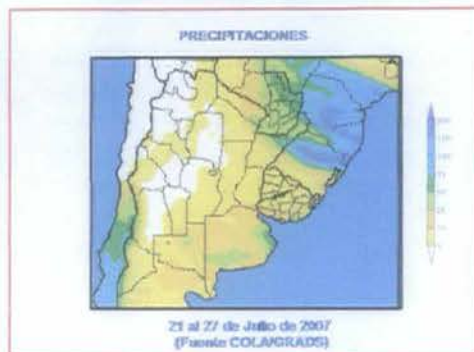 PRECIPITACIONES
21 al 27 de Julio de 2007
(Fuente COLA/GRADS)